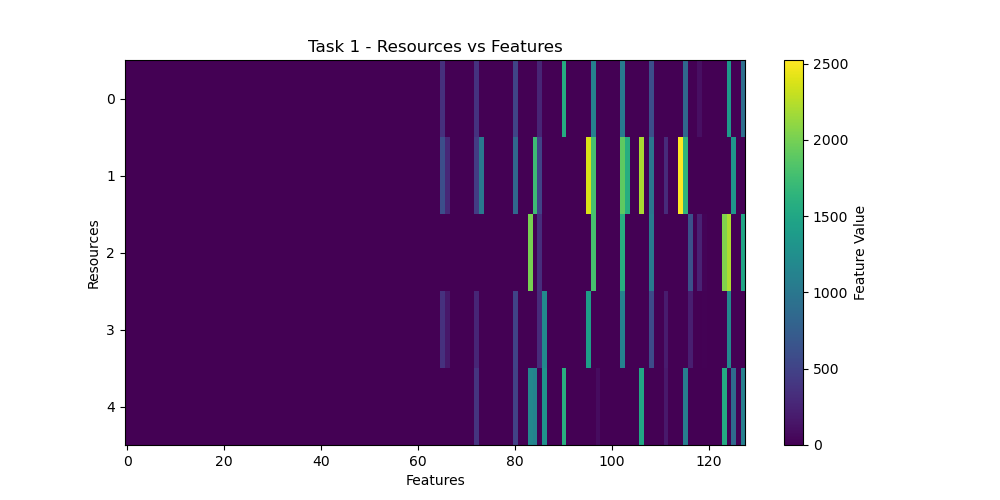 Task 1 - Resources vs Features
Resources
0
1
2
3
4
0 20 40 60 80 100 120
Features
2500
2000
1500
1000
500
0
Feature Value